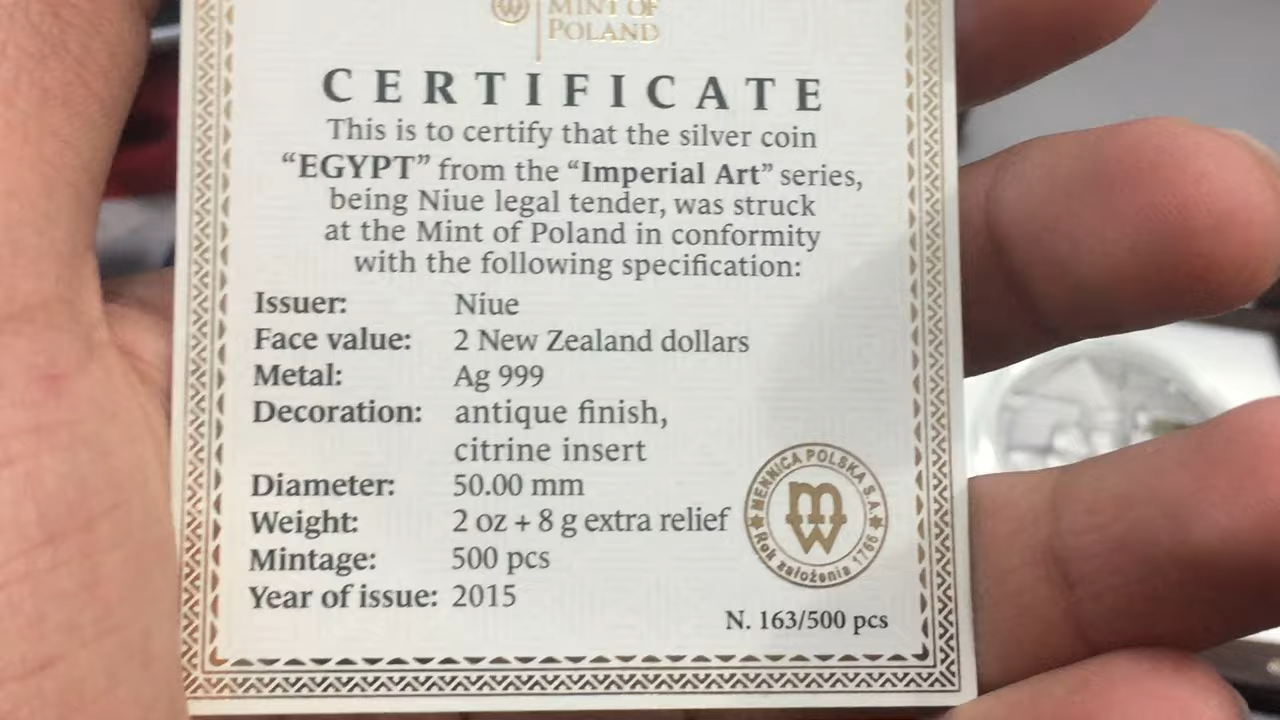 MINT OF
POLAND
CERTIFICATE
This is to certify that the silver coin
“EGYPT” from the “Imperial Art” series,
being Niue legal tender, was struck
at the Mint of Poland in conformity
with the following specification:
Issuer: Niue
Face value: 2 New Zealand dollars
Metal: Ag 999
Decoration: antique finish,
citrine insert
Diameter: 50.00 mm
Weight: 2 oz + 8 g extra relief
Mintage: 500 pcs
Year of issue: 2015
MENNICA POLSKA S.A.
Rok założenia 1766
N. 163/500 pcs